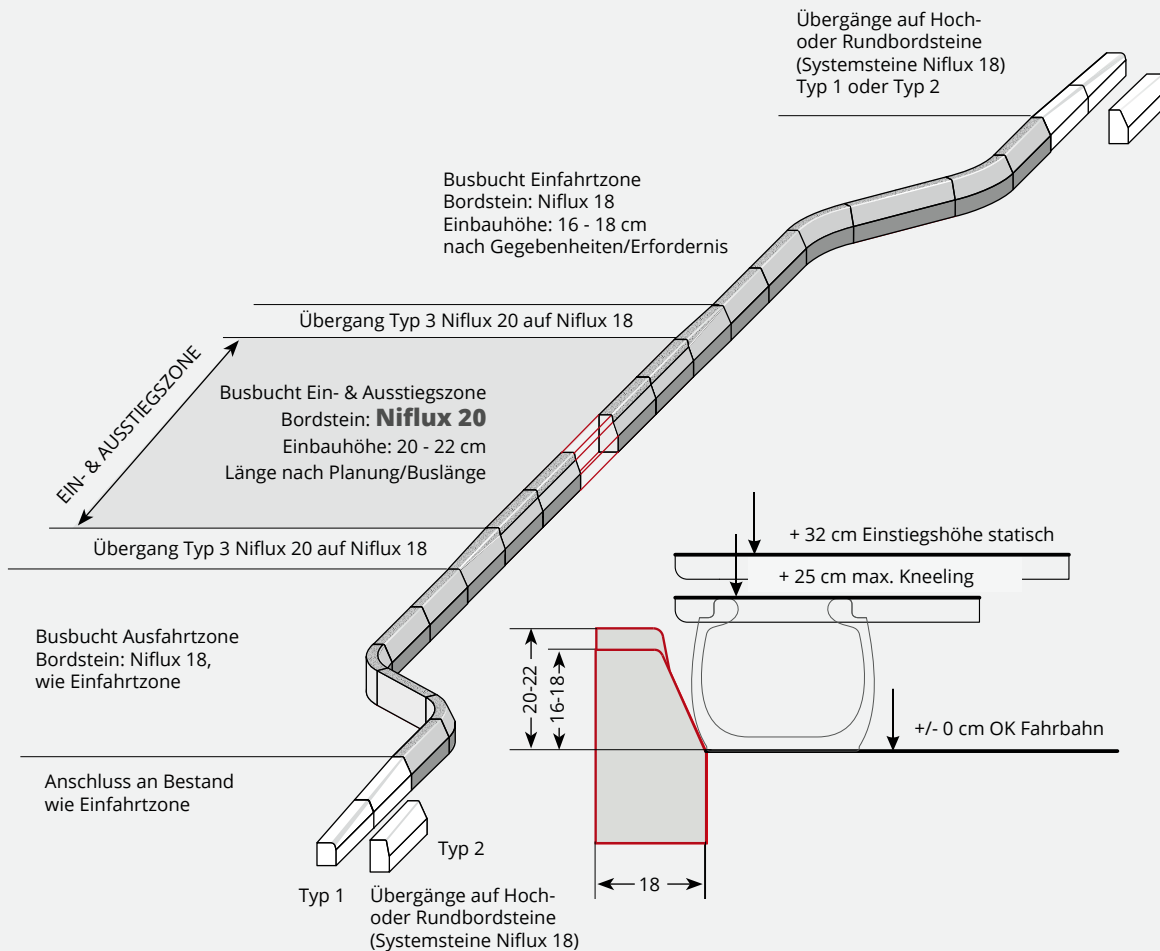 Übergänge auf Hoch-
oder Rundbordsteine
(Systemsteine Niflux 18)
Typ 1 oder Typ 2
Busbucht Einfahrtzone
Bordstein: Niflux 18
Einbauhöhe: 16 - 18 cm
nach Gegebenheiten/Erfordernis
Übergang Typ 3 Niflux 20 auf Niflux 18
EIN- & AUSSTIEGSZONE
Busbucht Ein- & Ausstiegszone
Bordstein: Niflux 20
Einbauhöhe: 20 - 22 cm
Länge nach Planung/Buslänge
Übergang Typ 3 Niflux 20 auf Niflux 18
+ 32 cm Einstiegshöhe statisch
+ 25 cm max. Kneeling
Busbucht Ausfahrtzone
Bordstein: Niflux 18,
wie Einfahrtzone
20-22
16-18
+/- 0 cm OK Fahrbahn
Anschluss an Bestand
wie Einfahrtzone
18
Typ 2
Typ 1
Übergänge auf Hoch-
oder Rundbordsteine
(Systemsteine Niflux 18)